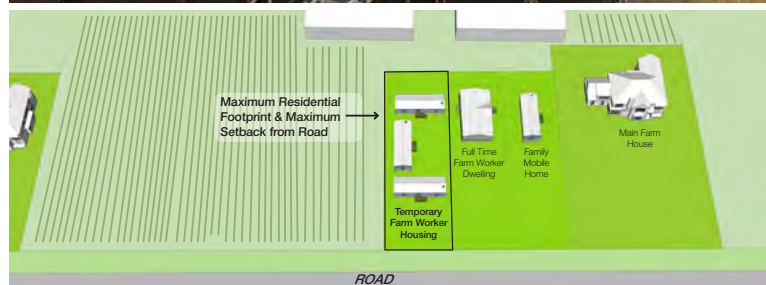 Maximum Residential
Footprint & Maximum
Setback from Road
Full Time
Farm Worker
Dwelling
Family
Mobile
Home
Main Farm
House
Temporary
Farm Worker
Housing
ROAD